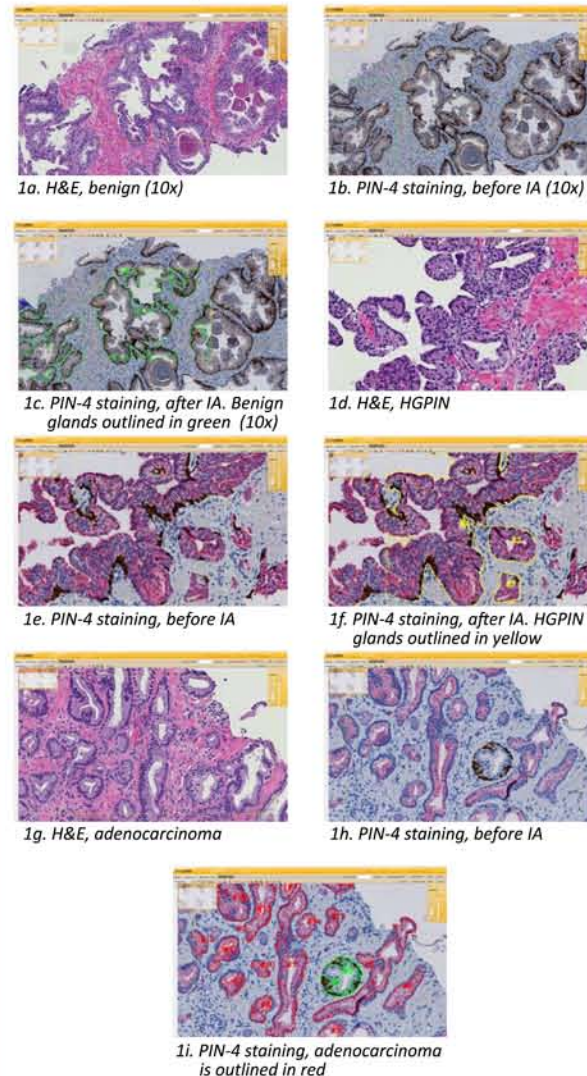 1a. H&E, benign (10x)
1b. PIN-4 staining, before IA (10x)
1c. PIN-4 staining, after IA. Benign
glands outlined in green (10x)
1d. H&E, HGPIN
1e. PIN-4 staining, before IA
1f. PIN-4 staining, after IA. HGPIN
glands outlined in yellow
1g. H&E, adenocarcinoma
1h. PIN-4 staining, before IA
1i. PIN-4 staining, adenocarcinoma
is outlined in red